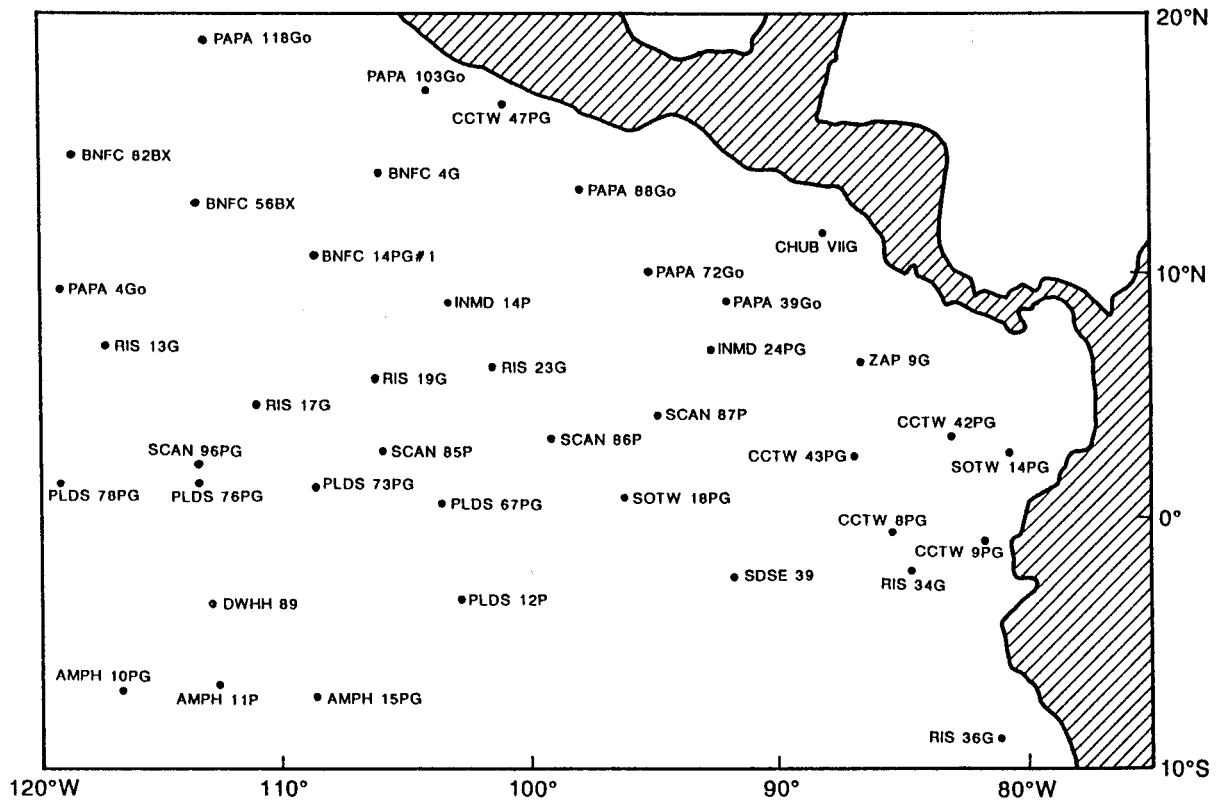 20°N
PAPA 118Go
PAPA 103Go
CCTW 47PG
BNFC 82BX
BNFC 4G
PAPA 88Go
BNFC 56BX
CHUB VIIG
BNFC 14PG#1
PAPA 72Go
10°N
PAPA 4Go
INMD 14P
PAPA 39Go
RIS 13G
INMD 24PG
ZAP 9G
RIS 23G
RIS 19G
RIS 17G
SCAN 87P
CCTW 42PG
SCAN 86P
SCAN 96PG
SCAN 85P
CCTW 43PG
SOTW 14PG
PLDS 78PG
PLDS 76PG
PLDS 73PG
PLDS 67PG
SOTW 18PG
0°
CCTW 8PG
CCTW 9PG
SDSE 39
RIS 34G
DWHH 89
PLDS 12P
AMPH 10PG
AMPH 11P
AMPH 15PG
RIS 36G
10°S
120°W
110°
100°
90°
80°W